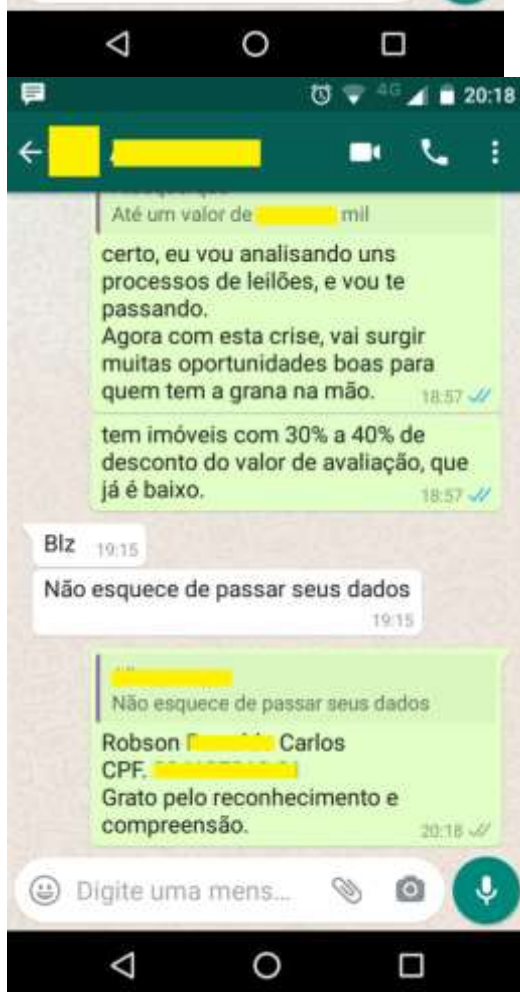 4G 20:18
Até um valor de mil
certo, eu vou analisando uns
processos de leilões, e vou te
passando.
Agora com esta crise, vai surgir
muitas oportunidades boas para
quem tem a grana na mão. 18:57
tem imóveis com 30% a 40% de
desconto do valor de avaliação, que
já é baixo. 18:57
Blz 19:15
Não esquece de passar seus dados
19:15
Não esquece de passar seus dados
Robson Carlos
CPF.
Grato pelo reconhecimento e
compreensão. 20:18
Digite uma mens...